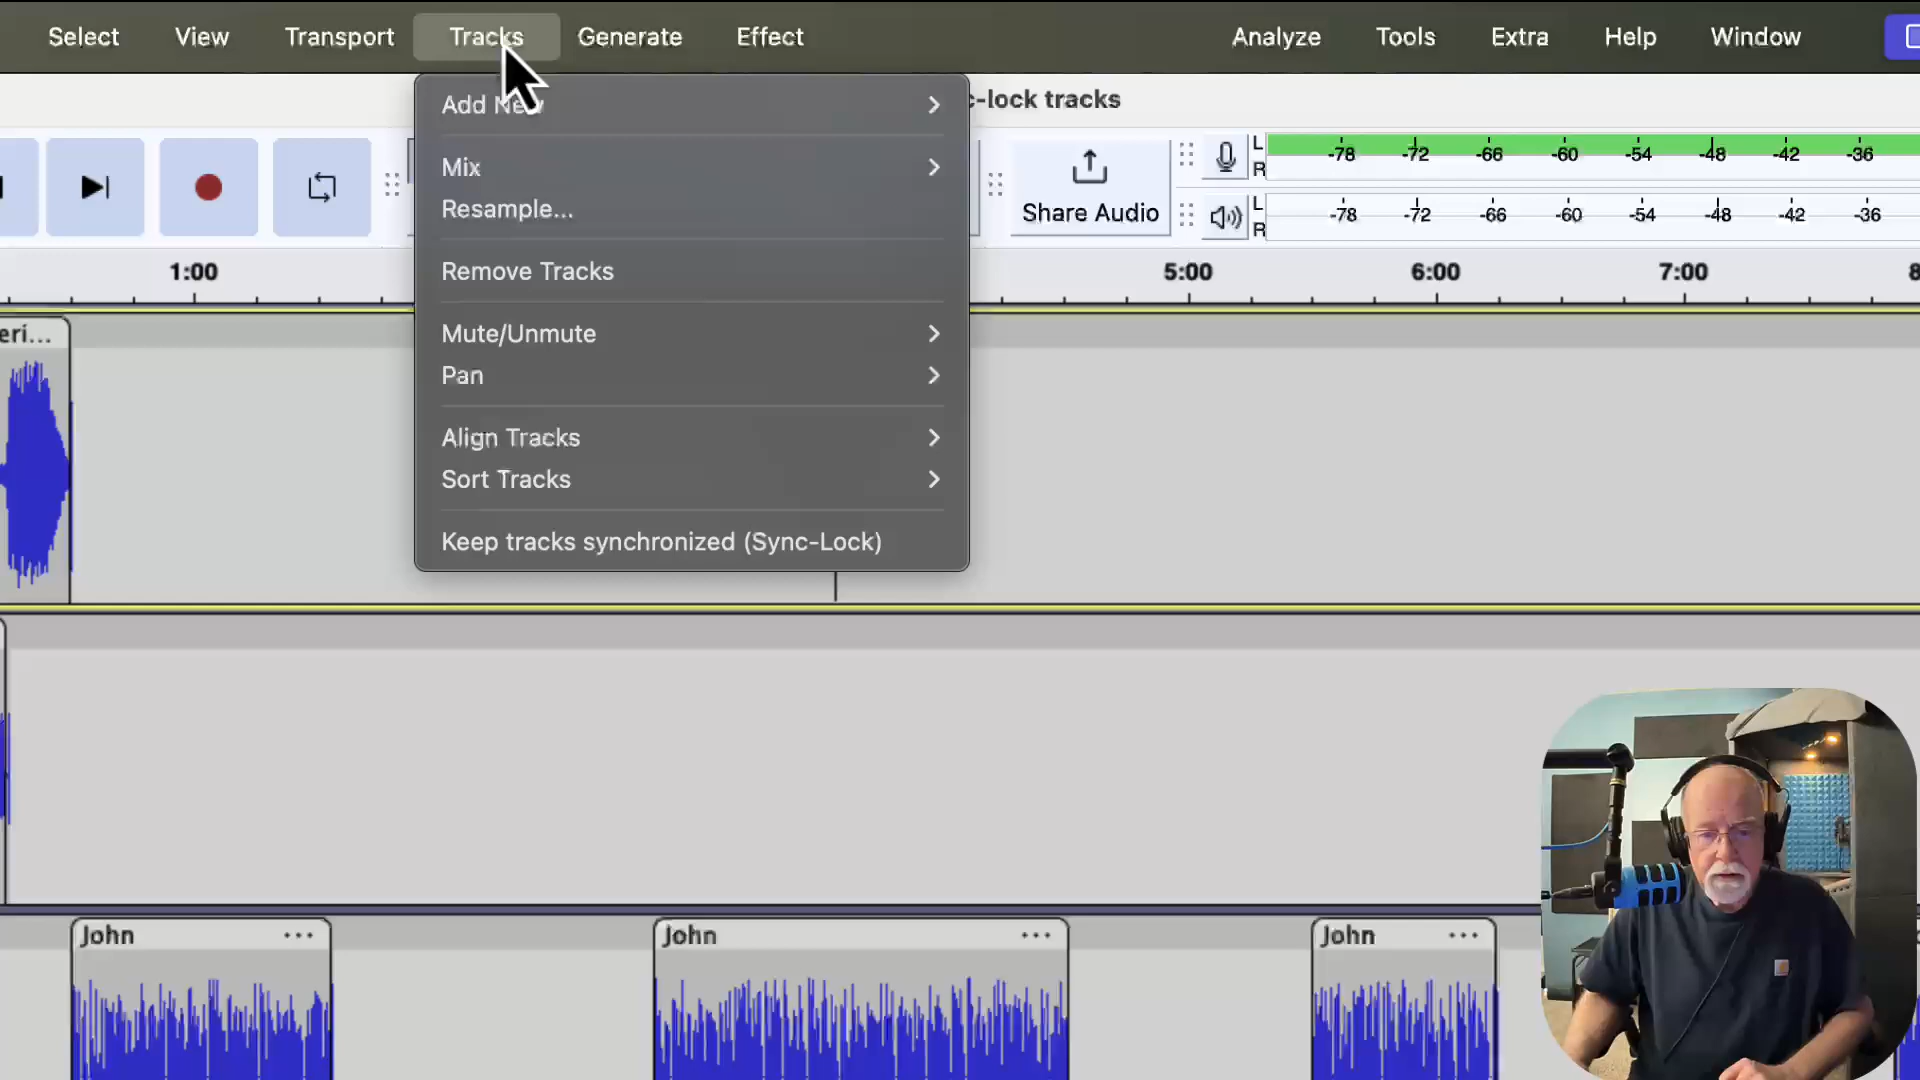 Select View Transport Tracks Generate Effect Analyze Tools Extra Help Window
Add New
-lock tracks
Mix
Resample...
Remove Tracks
Mute/Unmute
Pan
Align Tracks
Sort Tracks
Keep tracks synchronized (Sync-Lock)
Share Audio
L
R
-78 -72 -66 -60 -54 -48 -42 -36
L
R
-78 -72 -66 -60 -54 -48 -42 -36
1:00 5:00 6:00 7:00 8
eri...
John
John
John